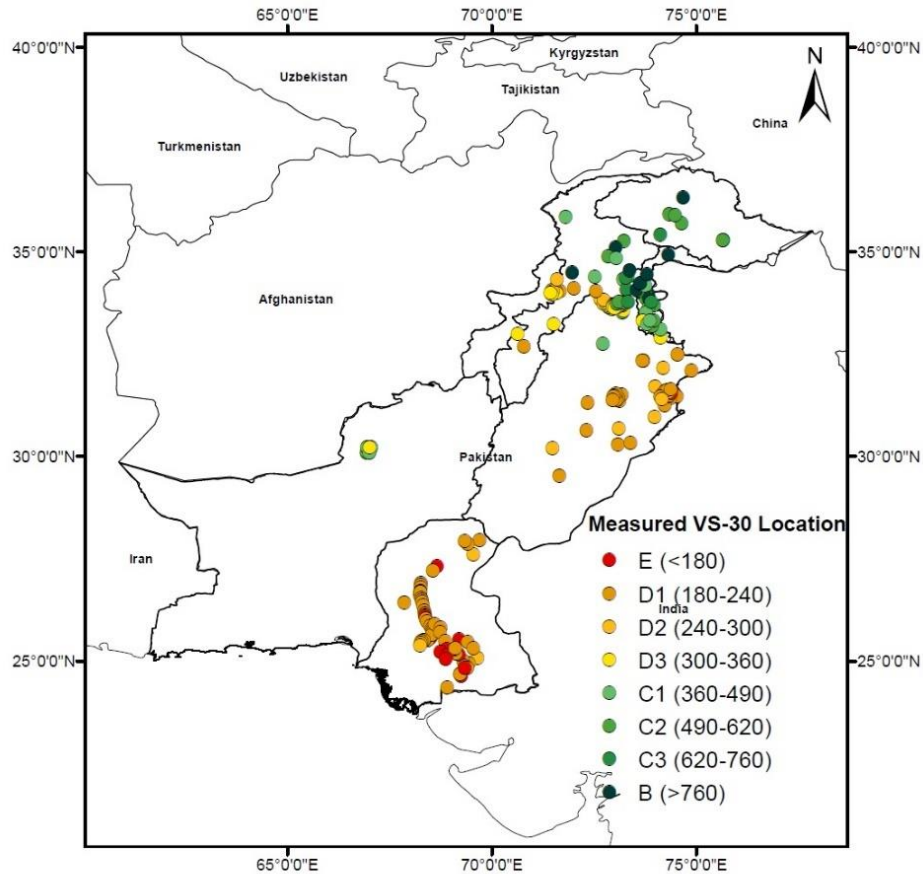 65°0'0"E 70°0'0"E 75°0'0"E
40°0'0"N 40°0'0"N
Kyrgyzstan
N
Uzbekistan
Tajikistan
China
Turkmenistan
35°0'0"N 35°0'0"N
Afghanistan
30°0'0"N Pakistan 30°0'0"N
Measured VS-30 Location
Iran
E (<180)
D1 (180-240)
India
D2 (240-300)
25°0'0"N 25°0'0"N
D3 (300-360)
C1 (360-490)
C2 (490-620)
C3 (620-760)
B (>760)
65°0'0"E 70°0'0"E 75°0'0"E